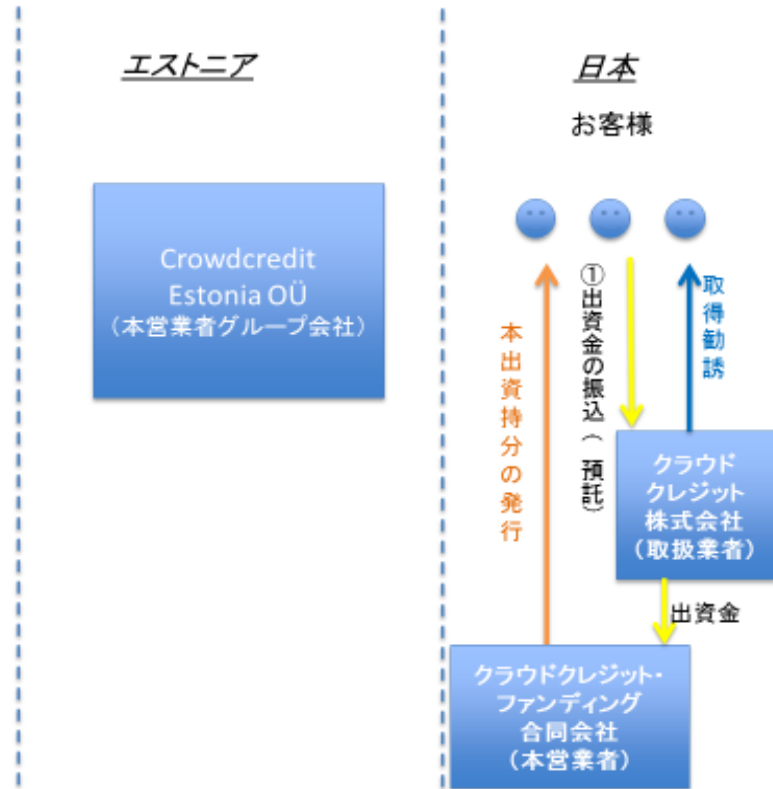 エストニア
日本
お客様
Crowdcredit
Estonia OÜ
（本営業者グループ会社）
本出資持分の発行
①出資金の振込（預託）
取得勧誘
クラウド
クレジット
株式会社
（取扱業者）
出資金
クラウドクレジット・
ファンディング
合同会社
（本営業者）